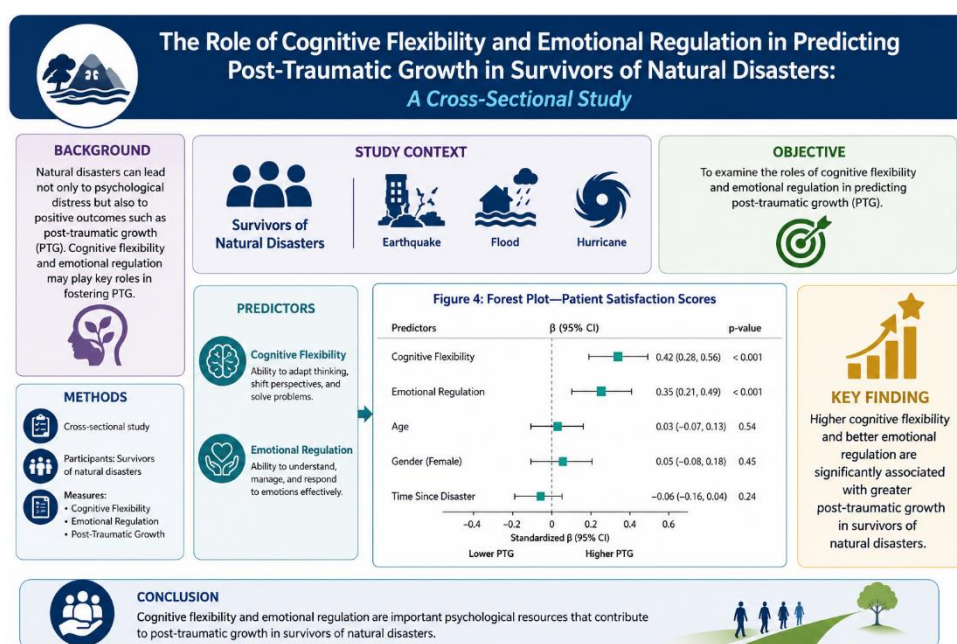 The Role of Cognitive Flexibility and Emotional Regulation in Predicting
Post-Traumatic Growth in Survivors of Natural Disasters:
A Cross-Sectional Study
BACKGROUND
Natural disasters can lead
not only to psychological
distress but also to
positive outcomes such as
post-traumatic growth
(PTG). Cognitive flexibility
and emotional regulation
may play key roles in
fostering PTG.
STUDY CONTEXT
Survivors of
Natural Disasters
Earthquake
Flood
Hurricane
OBJECTIVE
To examine the roles of cognitive flexibility
and emotional regulation in predicting
post-traumatic growth (PTG).
METHODS
Cross-sectional study
Participants: Survivors
of natural disasters
Measures:
• Cognitive Flexibility
• Emotional Regulation
• Post-Traumatic Growth
PREDICTORS
Cognitive Flexibility
Ability to adapt thinking,
shift perspectives, and
solve problems.
Emotional Regulation
Ability to understand,
manage, and respond
to emotions effectively.
Figure 4: Forest Plot—Patient Satisfaction Scores
Predictors β (95% CI) p-value
Cognitive Flexibility 0.42 (0.28, 0.56) < 0.001
Emotional Regulation 0.35 (0.21, 0.49) < 0.001
Age 0.03 (−0.07, 0.13) 0.54
Gender (Female) 0.05 (−0.08, 0.18) 0.45
Time Since Disaster −0.06 (−0.16, 0.04) 0.24
−0.4 −0.2 0 0.2 0.4 0.6
Standardized β (95% CI)
Lower PTG Higher PTG
KEY FINDING
Higher cognitive flexibility
and better emotional
regulation are
significantly associated
with greater
post-traumatic growth
in survivors of
natural disasters.
CONCLUSION
Cognitive flexibility and emotional regulation are important psychological resources that contribute
to post-traumatic growth in survivors of natural disasters.